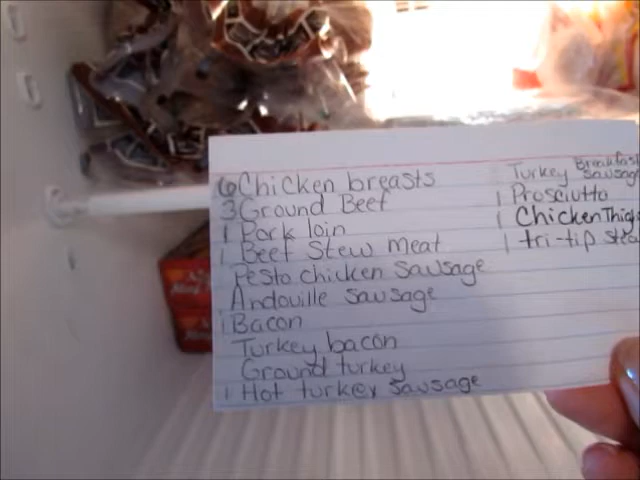 6 Chicken breasts
3 Ground Beef
1 Pork loin
1 Beef Stew meat
Pesto chicken sausage
Andouille sausage
1 Bacon
Turkey bacon
Ground turkey
1 Hot turkey sausage
Turkey Breakfast sausage
1 Prosciutto
1 Chicken Thigh
1 tri-tip